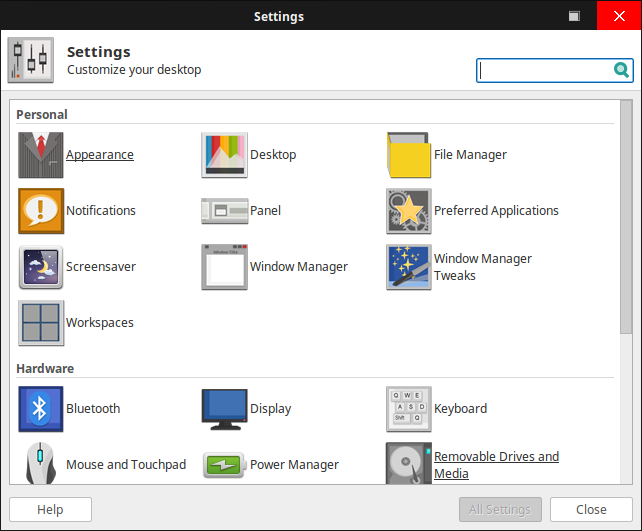 Settings
Settings
Customize your desktop
Personal
Appearance
Desktop
File Manager
Notifications
Panel
Preferred Applications
Screensaver
Window Manager
Window Manager
Tweaks
Workspaces
Hardware
Bluetooth
Display
Q W E
A S D
Shift Q
Keyboard
Mouse and Touchpad
Power Manager
Removable Drives and
Media
Help
All Settings
Close